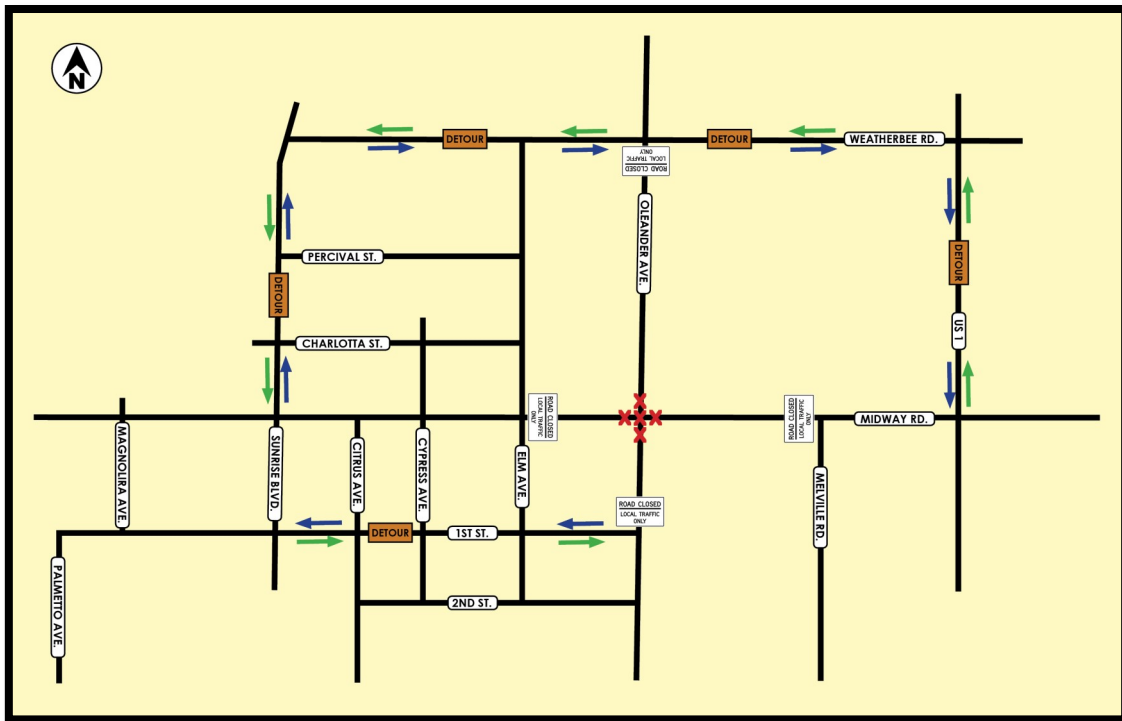 N
DETOUR
DETOUR
WEATHERBEE RD.
ROAD CLOSED
LOCAL TRAFFIC
ONLY
OLEANDER AVE.
PERCIVAL ST.
DETOUR
DETOUR
US 1
CHARLOTTA ST.
ROAD CLOSED
LOCAL TRAFFIC
ONLY
ROAD CLOSED
LOCAL TRAFFIC
ONLY
MIDWAY RD.
MAGNOLIRA AVE.
SUNRISE BLVD.
CITRUS AVE.
CYPRESS AVE.
ELM AVE.
MELVILLE RD.
ROAD CLOSED
LOCAL TRAFFIC
ONLY
DETOUR
1ST ST.
PALMETTO AVE.
2ND ST.